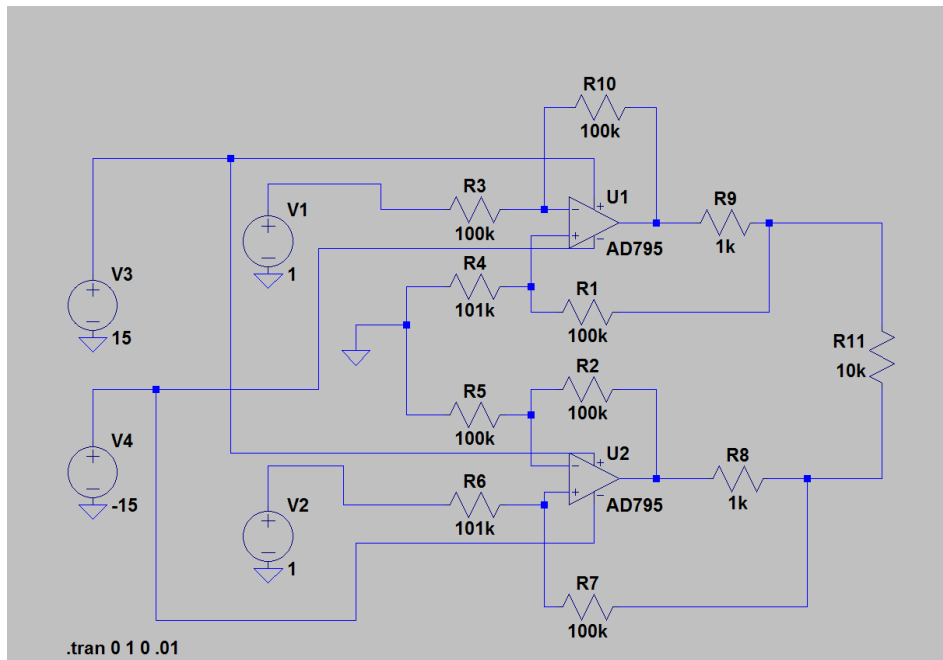 R10
100k
R3
100k
U1
AD795
R9
1k
V1
1
V3
15
R4
101k
R1
100k
R11
10k
R5
100k
R2
100k
V4
-15
R6
101k
U2
AD795
R8
1k
V2
1
R7
100k
.tran 0 1 0 .01